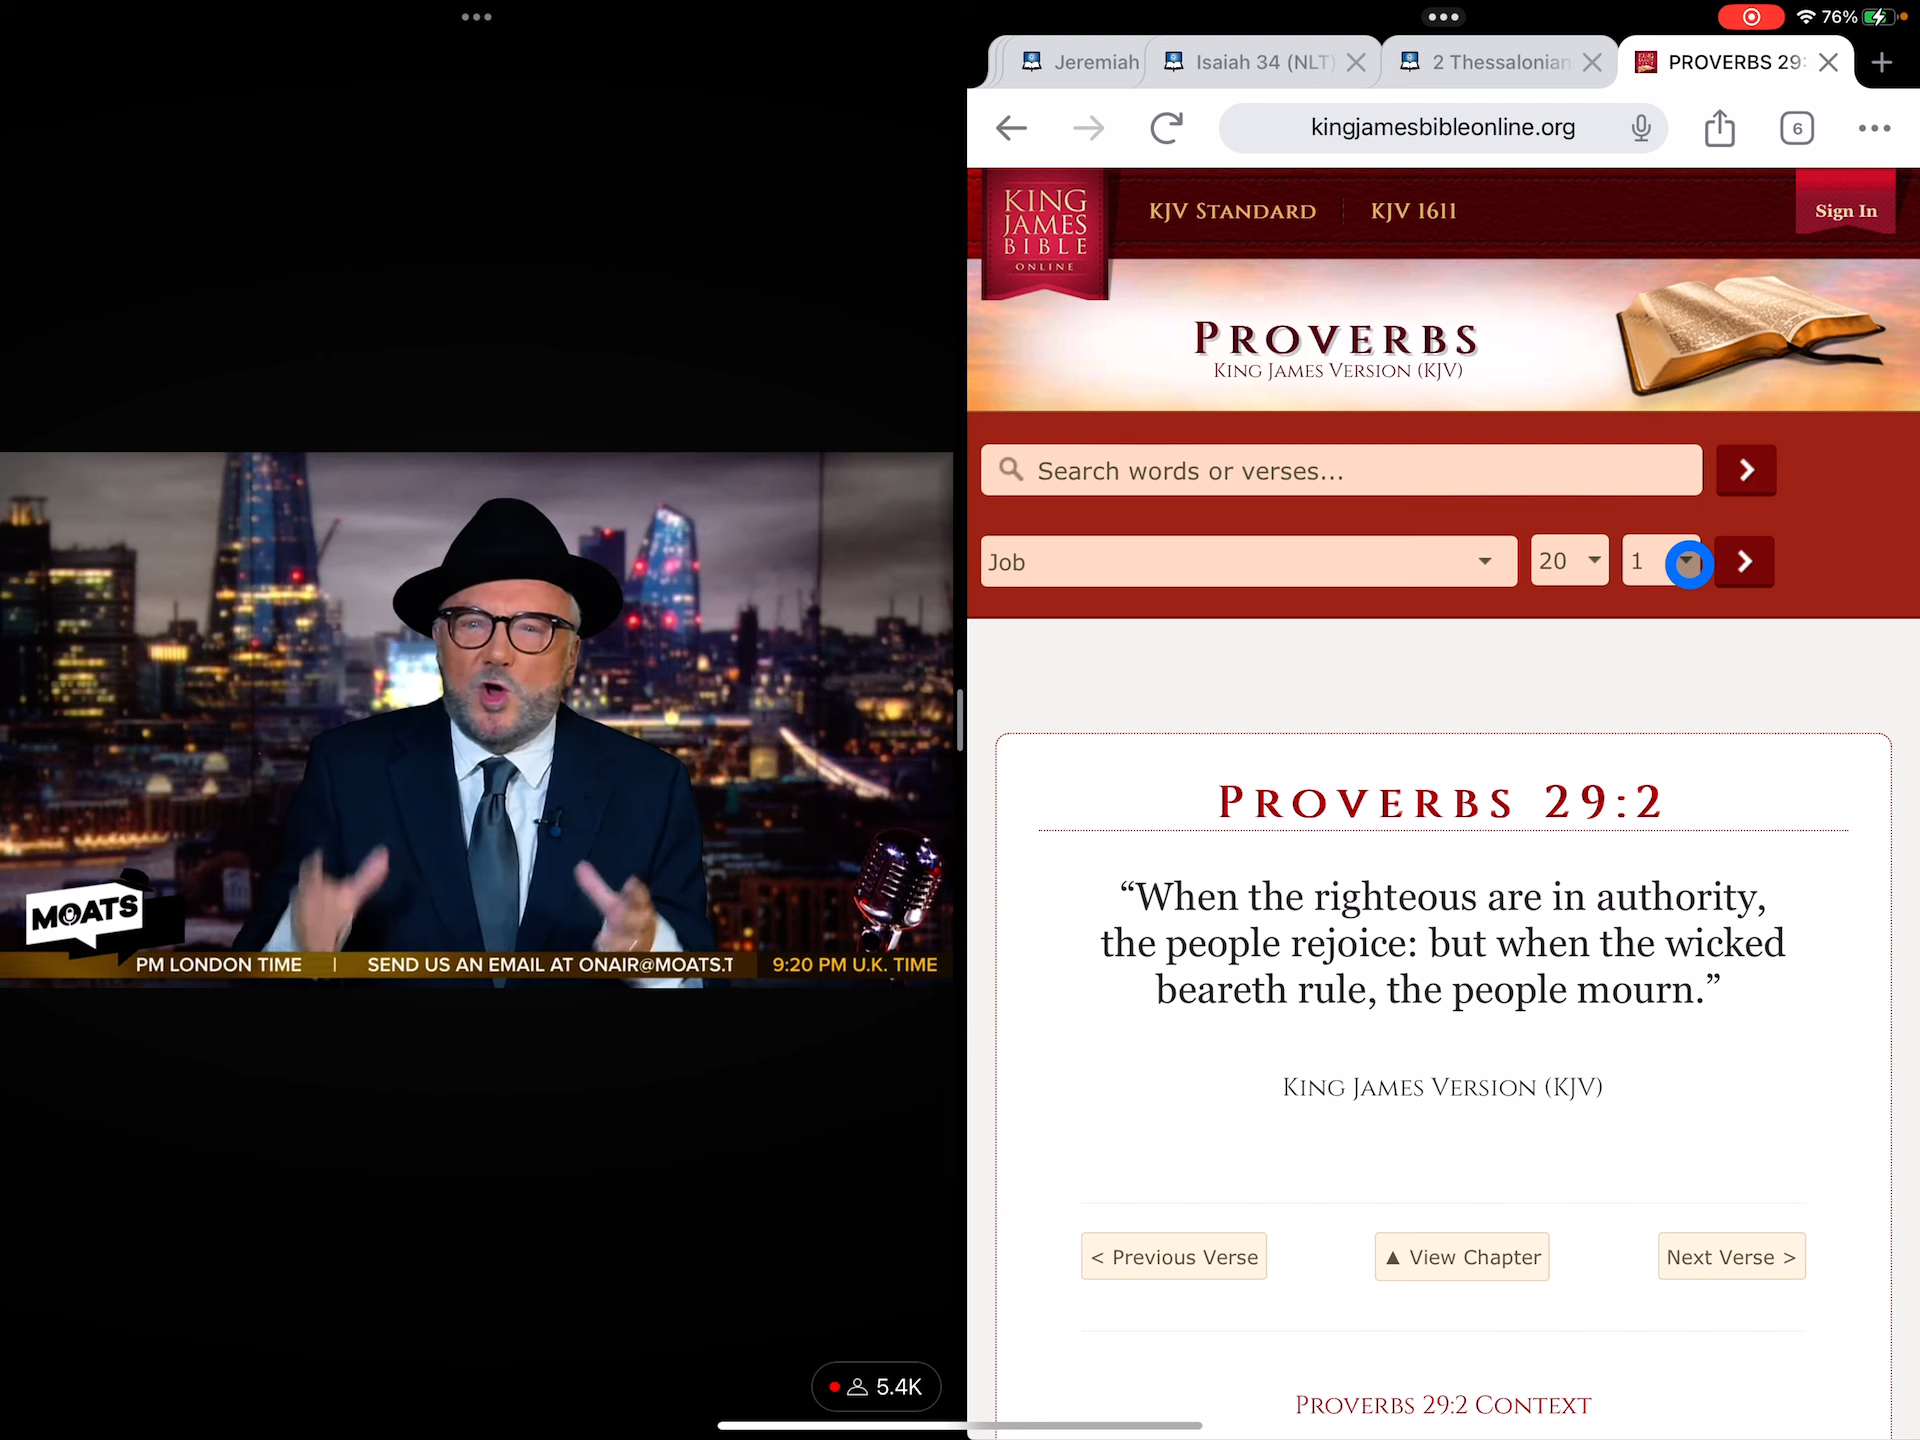 MOATS
PM LONDON TIME | SEND US AN EMAIL AT ONAIR@MOATS.T
9:20 PM U.K. TIME
5.4K
76%
Jeremiah
Isaiah 34 (NLT)
2 Thessalonian
PROVERBS 29:
kingjamesbibleonline.org
6
KING
JAMES
BIBLE
ONLINE
KJV STANDARD
KJV 1611
Sign In
PROVERBS
KING JAMES VERSION (KJV)
Search words or verses...
Job
20
1
PROVERBS 29:2
“When the righteous are in authority,
the people rejoice: but when the wicked
beareth rule, the people mourn.”
KING JAMES VERSION (KJV)
< Previous Verse
▲ View Chapter
Next Verse >
PROVERBS 29:2 CONTEXT